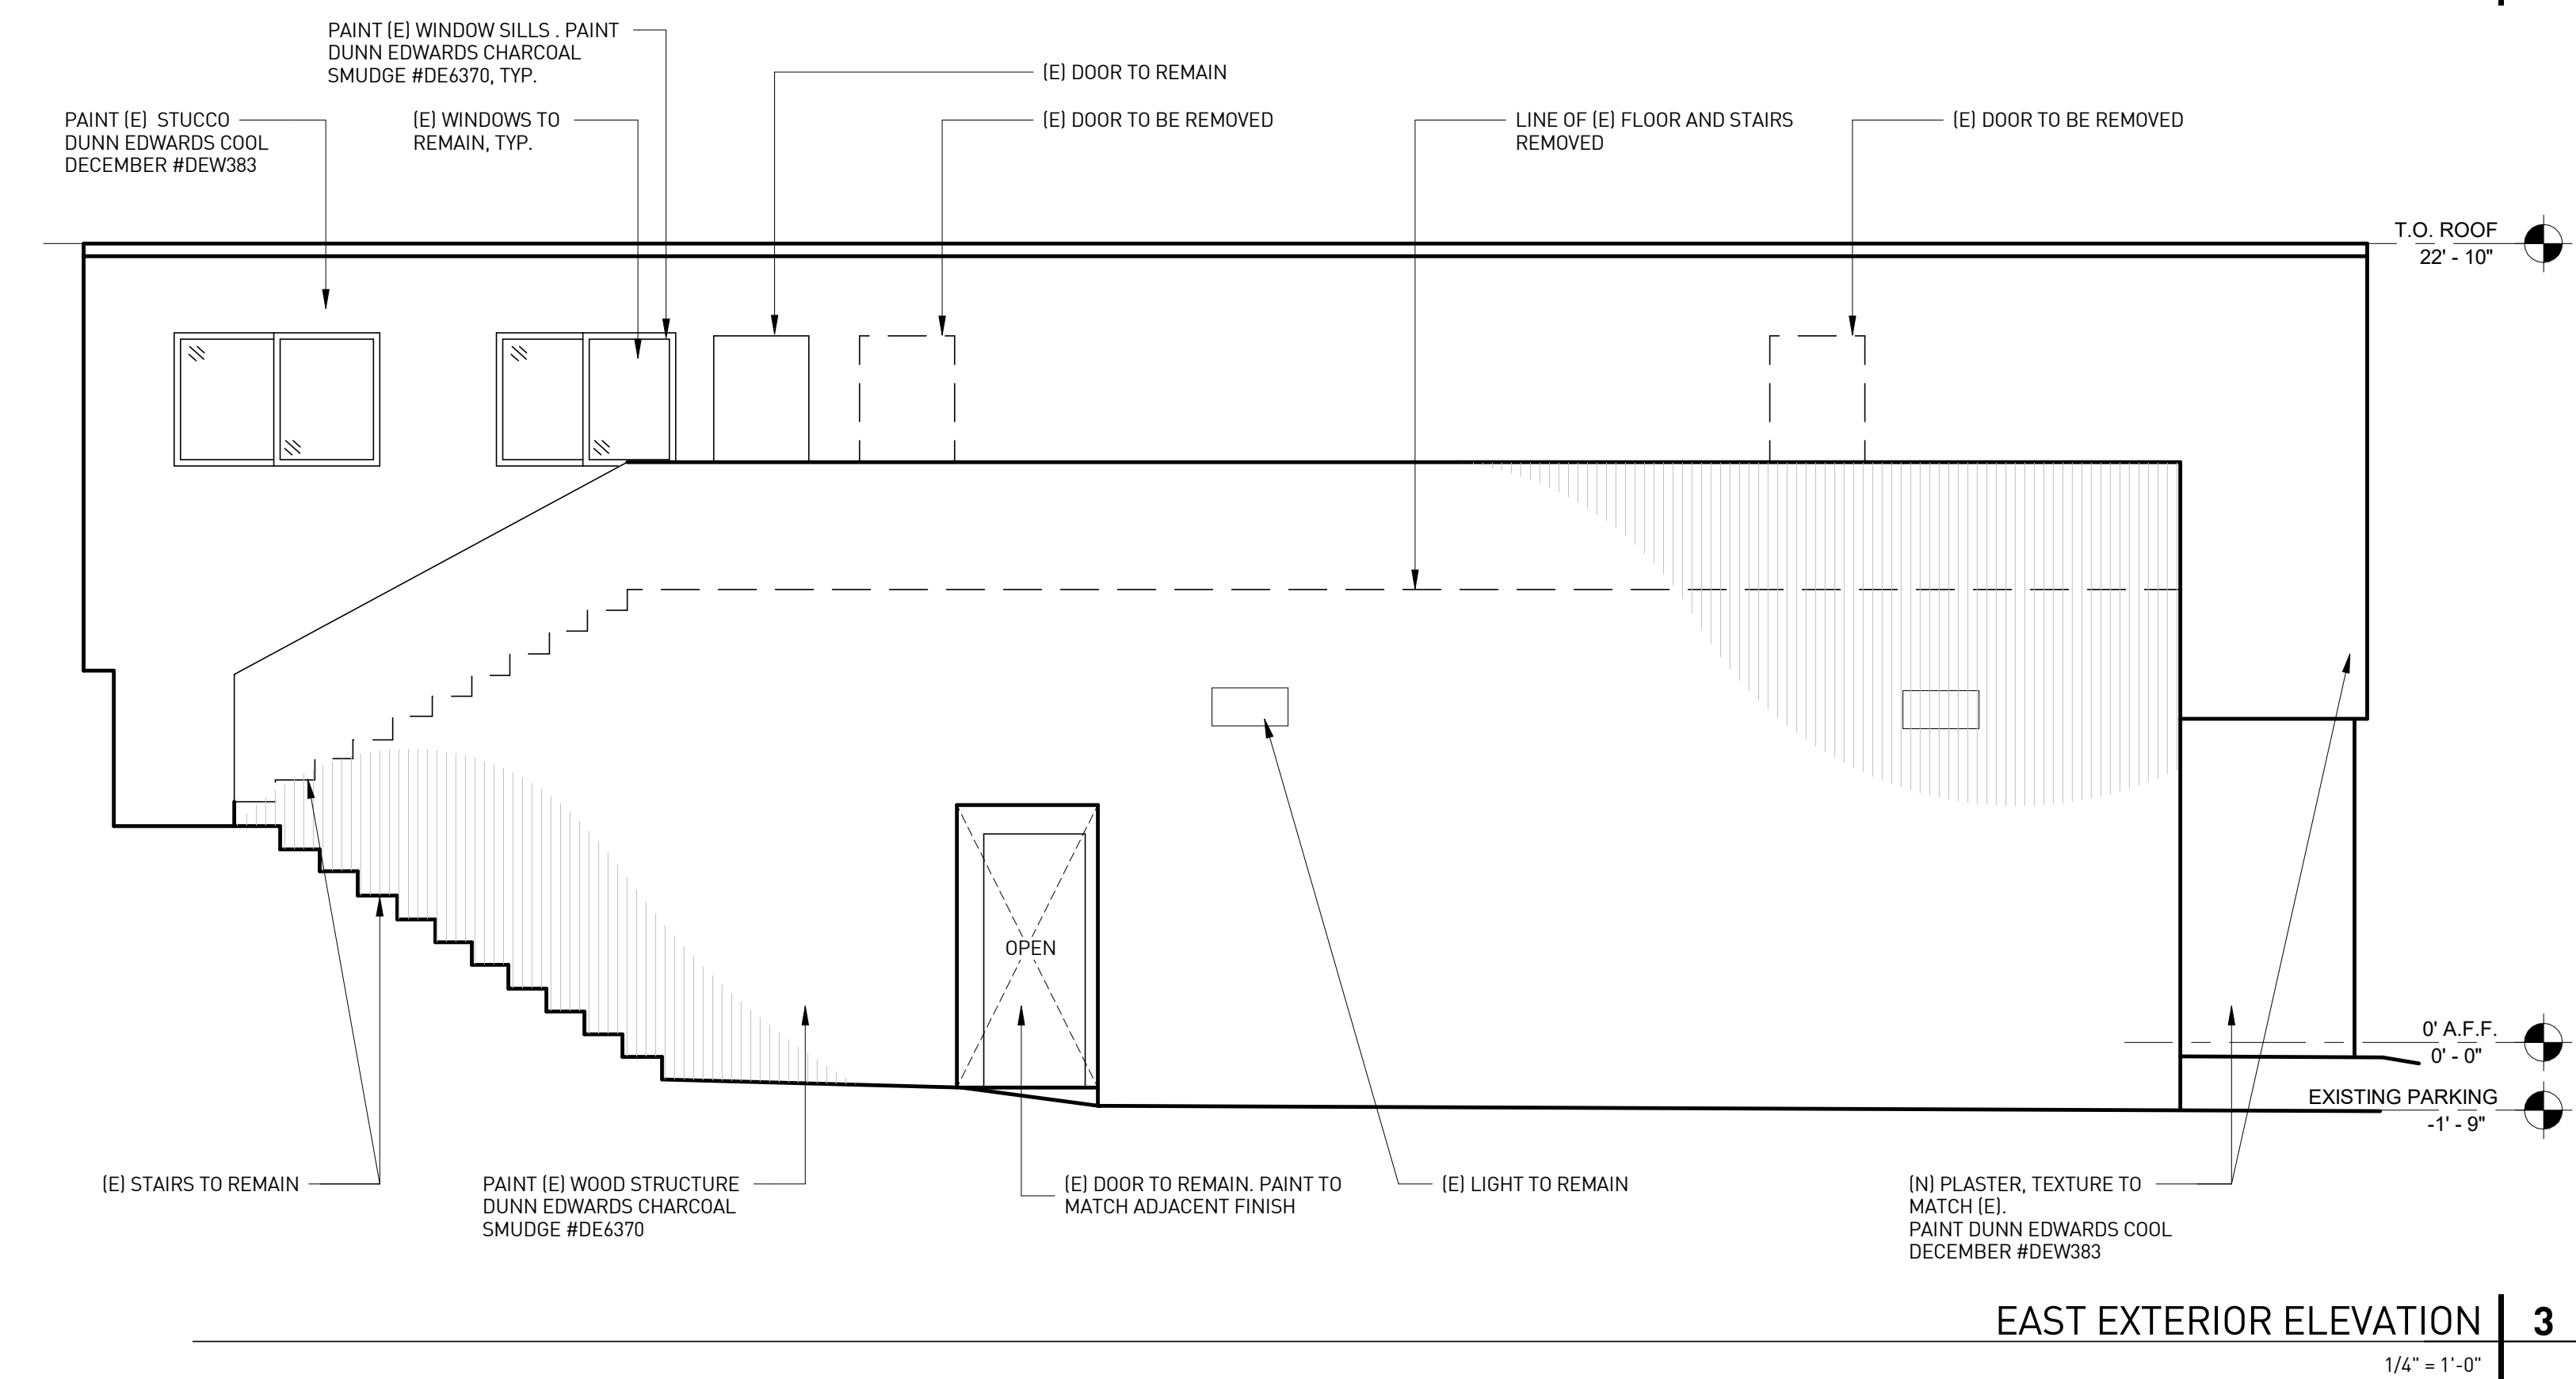 PAINT (E) WINDOW SILLS . PAINT
DUNN EDWARDS CHARCOAL
SMUDGE #DE6370, TYP.
(E) DOOR TO REMAIN
PAINT (E)  STUCCO
DUNN EDWARDS COOL
DECEMBER #DEW383
(E) WINDOWS TO
REMAIN, TYP.
(E) DOOR TO BE REMOVED
LINE OF (E) FLOOR AND STAIRS
REMOVED
(E) DOOR TO BE REMOVED
T.O. ROOF
22' - 10"
OPEN
0' A.F.F.
0' - 0"
EXISTING PARKING
-1' - 9"
(E) STAIRS TO REMAIN
PAINT (E) WOOD STRUCTURE
DUNN EDWARDS CHARCOAL
SMUDGE #DE6370
(E) DOOR TO REMAIN. PAINT TO
MATCH ADJACENT FINISH
(E) LIGHT TO REMAIN
(N) PLASTER, TEXTURE TO
MATCH (E).
PAINT DUNN EDWARDS COOL
DECEMBER #DEW383
EAST EXTERIOR ELEVATION 3
1/4" = 1'-0"